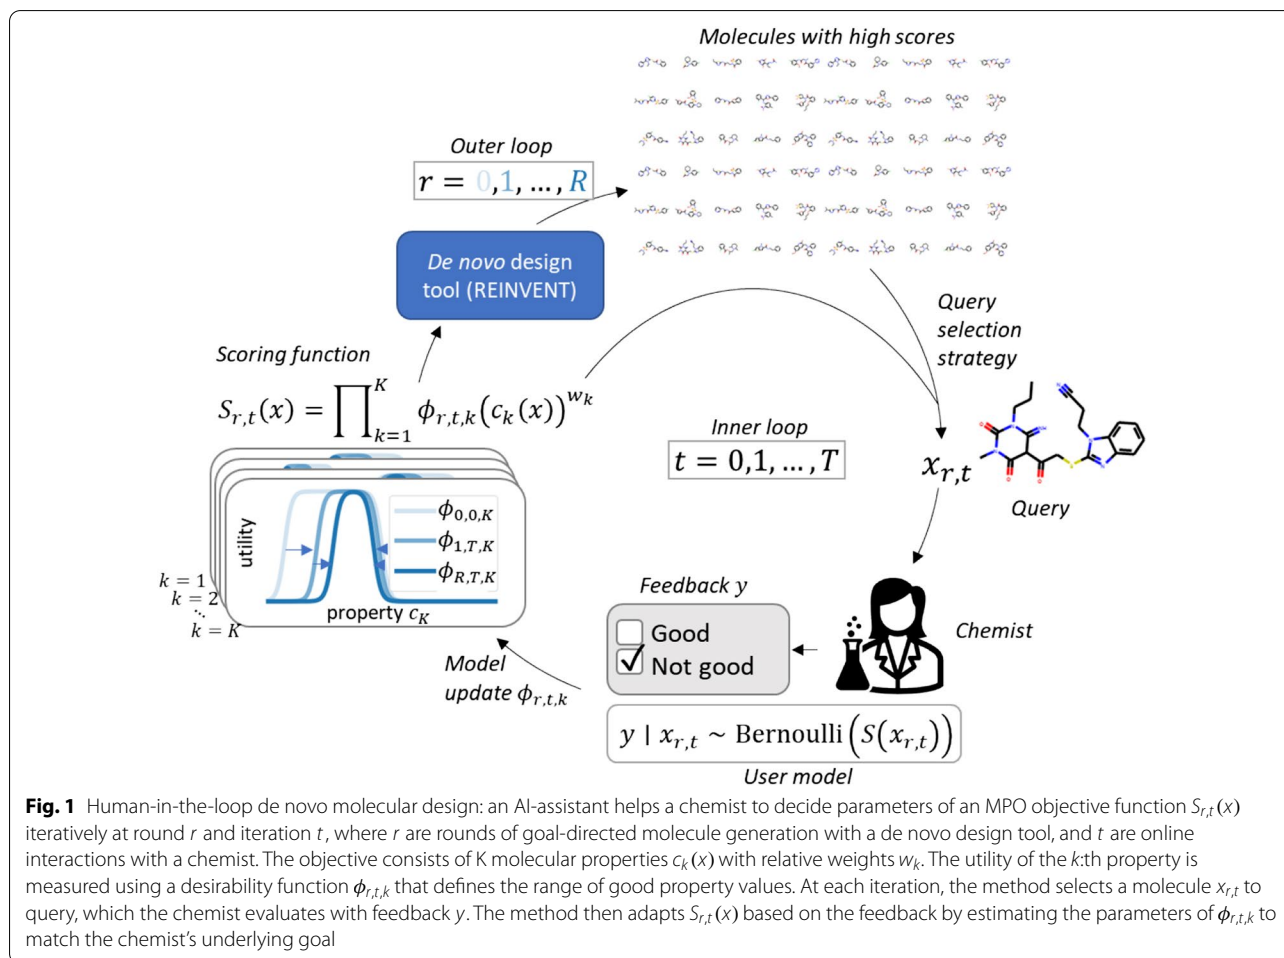 Molecules with high scores
Outer loop
r = 0,1, …, R
De novo design
tool (REINVENT)
Query
selection
strategy
Scoring function
S_{r,t}(x) = ∏_{k=1}^{K} ϕ_{r,t,k}(c_k(x))^{w_k}
Inner loop
t = 0,1, …, T
x_{r,t}
Query
utility
ϕ_{0,0,K}
ϕ_{1,T,K}
ϕ_{R,T,K}
property c_K
k = 1
k = 2
⋱
k = K
Feedback y
Good
Not good
Chemist
Model
update ϕ_{r,t,k}
y | x_{r,t} ~ Bernoulli(S(x_{r,t}))
User model
Fig. 1 Human-in-the-loop de novo molecular design: an AI-assistant helps a chemist to decide parameters of an MPO objective function S_{r,t}(x)
iteratively at round r and iteration t, where r are rounds of goal-directed molecule generation with a de novo design tool, and t are online
interactions with a chemist. The objective consists of K molecular properties c_k(x) with relative weights w_k. The utility of the k:th property is
measured using a desirability function ϕ_{r,t,k} that defines the range of good property values. At each iteration, the method selects a molecule x_{r,t} to
query, which the chemist evaluates with feedback y. The method then adapts S_{r,t}(x) based on the feedback by estimating the parameters of ϕ_{r,t,k} to
match the chemist's underlying goal